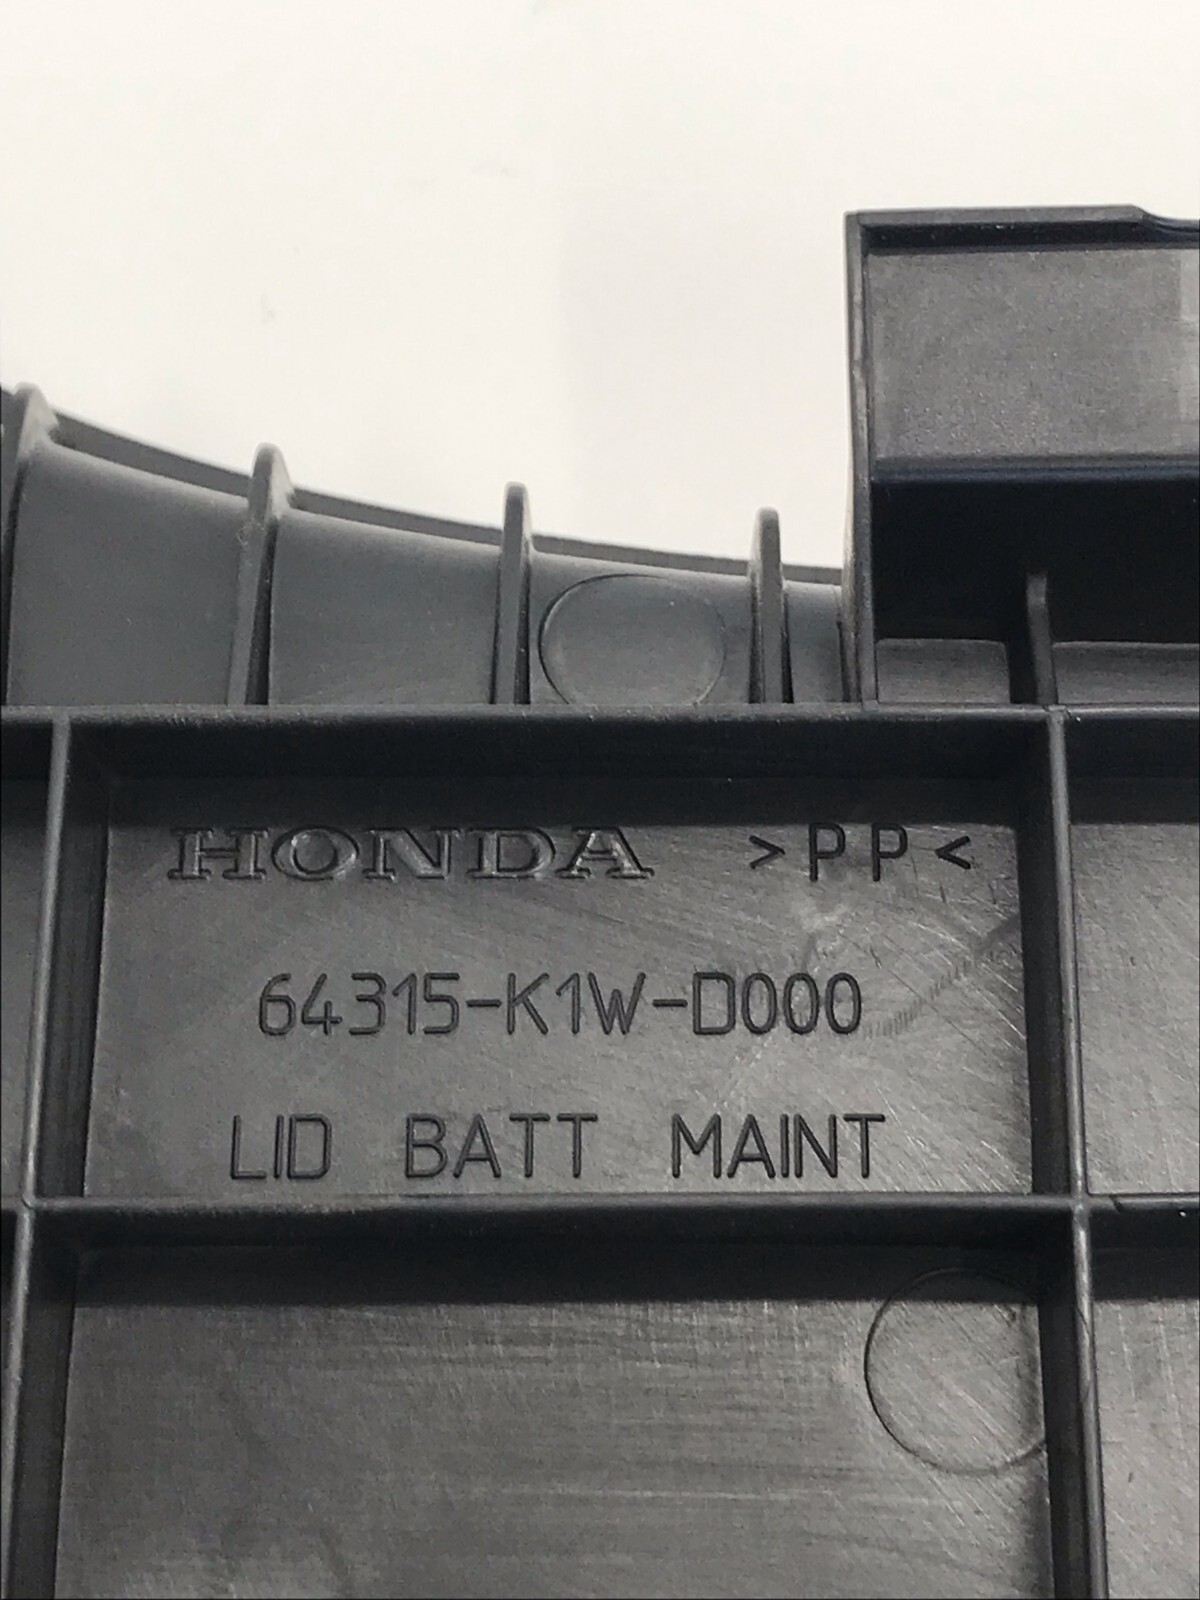 HONDA >PP<
64315-K1W-D000
LID BATT MAINT